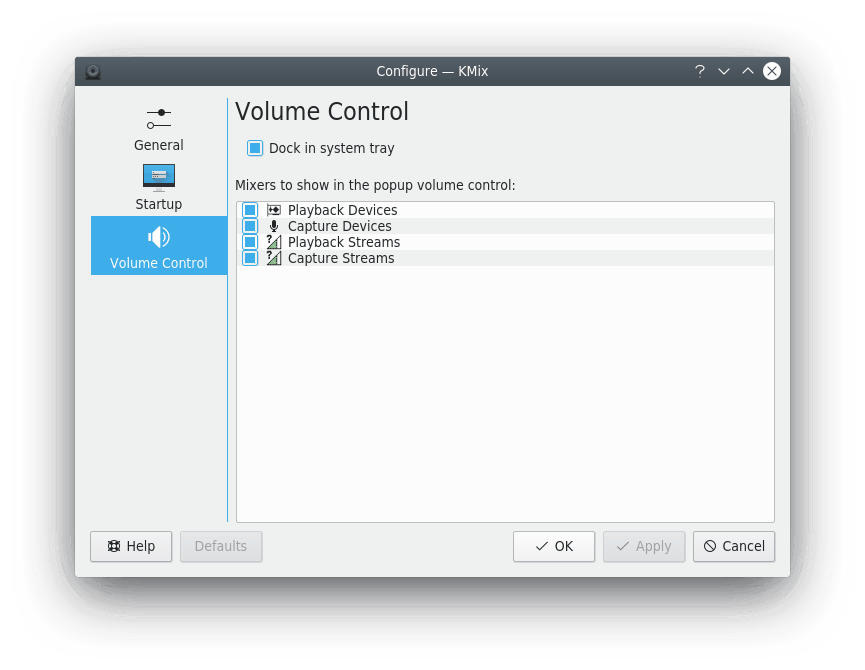 Configure — KMix
General
Startup
Volume Control
Volume Control
Dock in system tray
Mixers to show in the popup volume control:
Playback Devices
Capture Devices
Playback Streams
Capture Streams
Help
Defaults
OK
Apply
Cancel